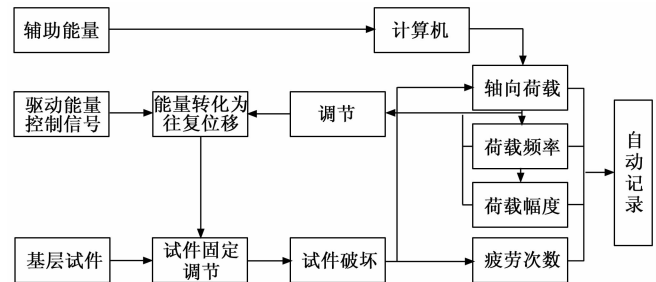 辅助能量
计算机
轴向荷载
驱动能量
控制信号
能量转化为
往复位移
调节
荷载频率
荷载幅度
自动记录
基层试件
试件固定
调节
试件破坏
疲劳次数